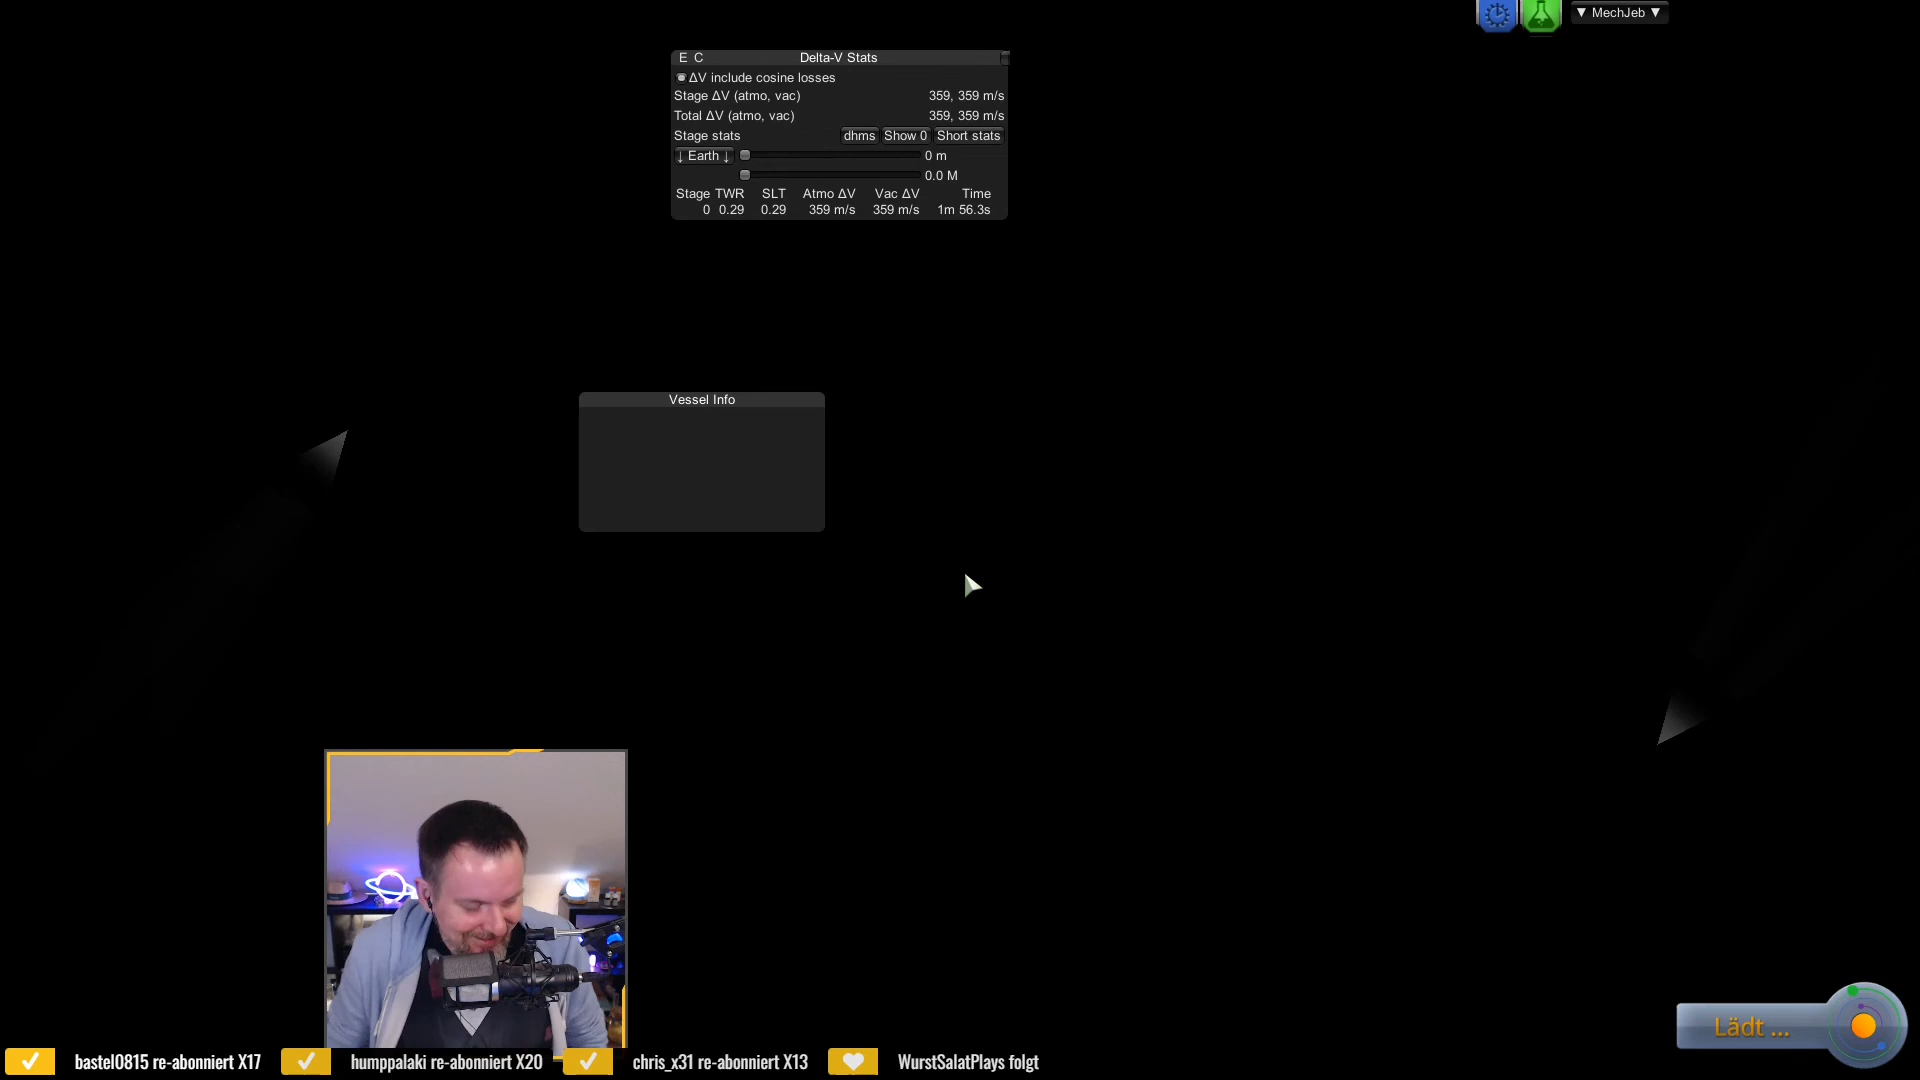 ▼ MechJeb ▼
E C Delta-V Stats
ΔV include cosine losses
Stage ΔV (atmo, vac) 359, 359 m/s
Total ΔV (atmo, vac) 359, 359 m/s
Stage stats dhms Show 0 Short stats
↓ Earth ↓ 0 m
0.0 M
Stage TWR SLT Atmo ΔV Vac ΔV Time
0 0.29 0.29 359 m/s 359 m/s 1m 56.3s
Vessel Info
Lädt ...
bastel0815 re-abonniert X17 humppalaki re-abonniert X20 chris_x31 re-abonniert X13 WurstSalatPlays folgt